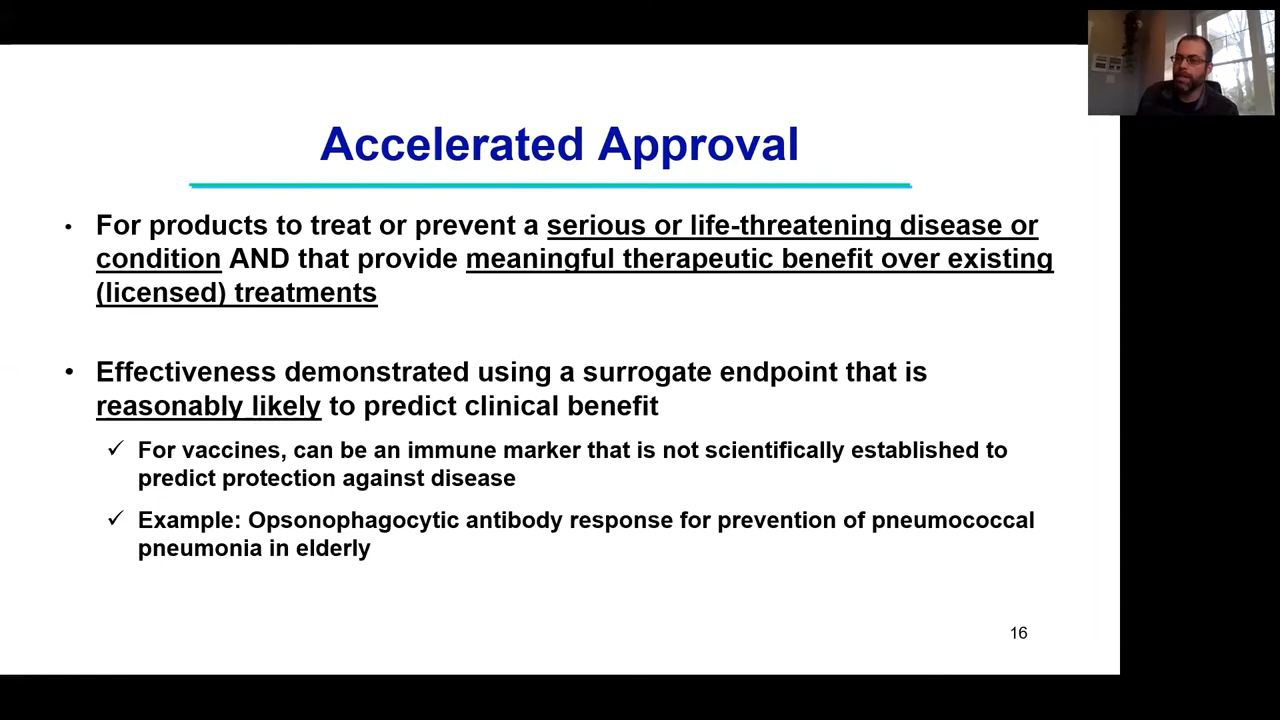 Accelerated Approval
• For products to treat or prevent a serious or life-threatening disease or
condition AND that provide meaningful therapeutic benefit over existing
(licensed) treatments
• Effectiveness demonstrated using a surrogate endpoint that is
reasonably likely to predict clinical benefit
✓ For vaccines, can be an immune marker that is not scientifically established to
predict protection against disease
✓ Example: Opsonophagocytic antibody response for prevention of pneumococcal
pneumonia in elderly
16